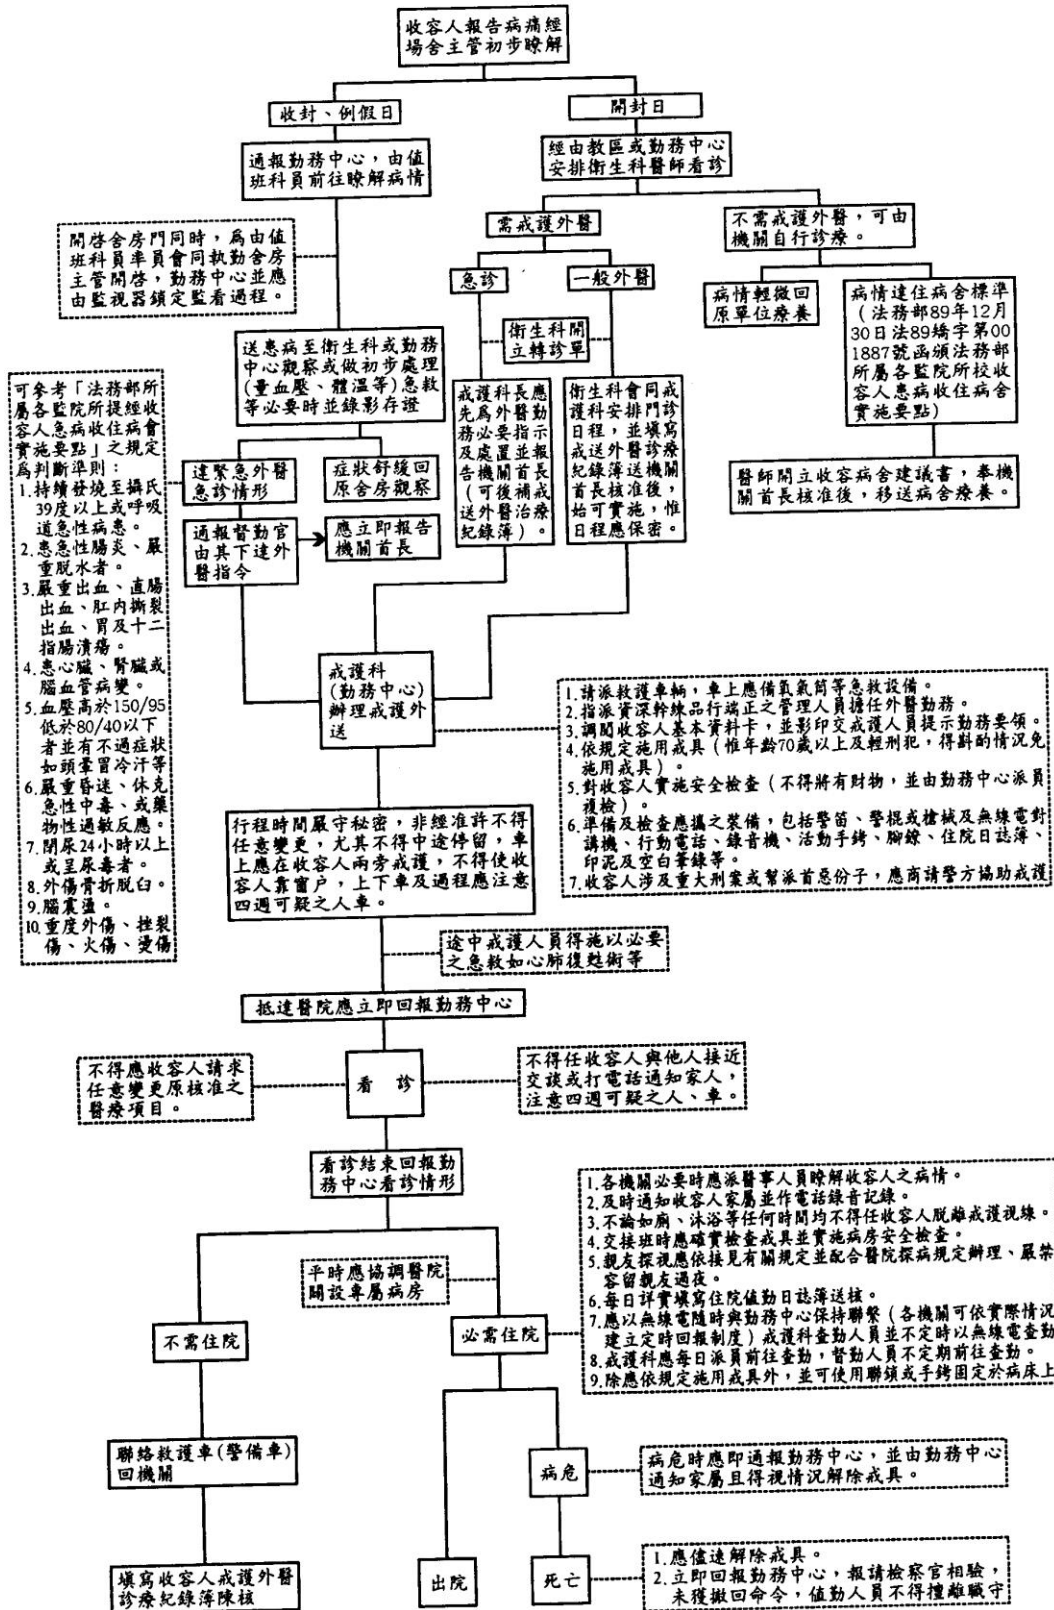 收容人報告病痛經
場舍主管初步瞭解
收封、例假日
開封日
通報勤務中心,由值
班科員前往瞭解病情
經由教區或勤務中心
安排衛生科醫師看診
開啓舍房門同時,爲由值
班科員率員會同執勤舍房
主管開啓,勤務中心並應
由監視器鎖定監看過程。
需戒護外醫
不需戒護外醫,可由
機關自行診療。
急診
一般外醫
病情輕微回
原單位療養
病情達住病舍標準
(法務部89年12月
30日法89矯字第00
1887號函頒法務部
所屬各監院所校收
容人患病收住病舍
實施要點)
衛生科開
立轉診單
送患病至衛生科或勤務
中心觀察或做初步處理
(量血壓、體溫等)急救
等必要時並錄影存證
戒護科長應
先爲外醫勤
務必要指示
及處置並報
告機關首長
(可後補戒
送外醫治療
紀錄薄)。
衛生科會同戒
護科安排門診
日程,並填寫
戒送外醫診療
紀錄薄送機關
首長核准後,
始可實施,惟
日程應保密。
醫師開立收容病舍建議書,奉機
關首長核准後,移送病舍療養。
可參考「法務部所
屬各監院所提經收
容人急病收住病會
實施要點」之規定
爲判斷準則:
1.持續發燒至攝氏
39度以上或呼吸
道急性病患。
2.患急性腸炎、嚴
重脫水者。
3.嚴重出血、直腸
出血、肛內撕裂
出血、胃及十二
指腸潰瘍。
4.患心臟、腎臟或
腦血管病變。
5.血壓高於150/95
低於80/40以下
者並有不適症狀
如頭暈冒冷汗等
6.嚴重昏迷、休克
急性中毒、或藥
物性過敏反應。
7.閉尿24小時以上
或呈尿毒者。
8.外傷骨折脫臼。
9.腦震盪。
10.重度外傷、挫裂
傷、火傷、燙傷
達緊急外醫
急診情形
症狀舒緩回
原舍房觀察
通報督勤官
由其下達外
醫指令
應立即報告
機關首長
戒護科
(勤務中心)
辦理戒護外
送
1.請派救護車輛,車上應備氧氣筒等急救設備。
2.指派資深幹練品行端正之管理人員擔任外醫勤務。
3.調閱收容人基本資料卡,並影印交戒護人員提示勤務要領。
4.依規定施用戒具(惟年齡70歲以上及輕刑犯,得斟酌情況免
施用戒具)。
5.對收容人實施安全檢查(不得將有財物,並由勤務中心派員
複檢)。
6.準備及檢查應攜之裝備,包括警笛、警棍或槍械及無線電對
講機、行動電話、錄音機、活動手銬、腳鐐、住院日誌薄、
印泥及空白筆錄等。
7.收容人涉及重大刑案或幫派首惡份子,應商請警方協助戒護
行程時間嚴守秘密,非經准許不得
任意變更,尤其不得中途停留,車
上應在收容人兩旁戒護,不得使收
容人靠窗户,上下車及過程應注意
四週可疑之人車。
途中戒護人員得施以必要
之急救如心肺復甦術等
抵達醫院應立即回報勤務中心
不得應收容人請求
任意變更原核准之
醫療項目。
看 診
不得任收容人與他人接近
交談或打電話通知家人,
注意四週可疑之人、車。
看診結束回報勤
務中心看診情形
平時應協調醫院
關設專屬病房
1.各機關必要時應派醫事人員瞭解收容人之病情。
2.及時通知收容人家屬並作電話錄音記錄。
3.不論如廁、沐浴等任何時間均不得任收容人脫離戒護視線。
4.交接班時應確實檢查戒具並實施病房安全檢查。
5.親友探視應依接見有關規定並配合醫院探病規定辦理、嚴禁
容留親友過夜。
6.每日詳實填寫住院值勤日誌薄送核。
7.應以無線電隨時與勤務中心保持聯繫(各機關可依實際情況
建立定時回報制度)戒護科查勤人員並不定時以無線電查勤
8.戒護科應每日派員前往查勤,督勤人員不定期前往查勤。
9.除應依規定施用戒具外,並可使用聯鎖或手銬固定於病床上
不需住院
必需住院
聯絡救護車(警備車)
回機關
病危
病危時應即通報勤務中心,並由勤務中心
通知家屬且得視情況解除戒具。
填寫收容人戒護外醫
診療紀錄薄陳核
出院
死亡
1.應儘速解除戒具。
2.立即回報勤務中心,報請檢察官相驗,
未獲撤回命令,值勤人員不得擅離職守